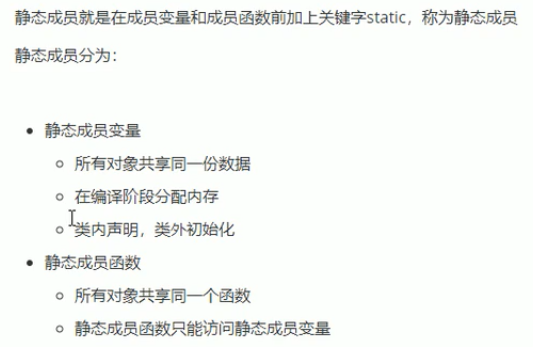 静态成员就是在成员变量和成员函数前加上关键字static，称为静态成员
静态成员分为：
静态成员变量
所有对象共享同一份数据
在编译阶段分配内存
类内声明，类外初始化
静态成员函数
所有对象共享同一个函数
静态成员函数只能访问静态成员变量